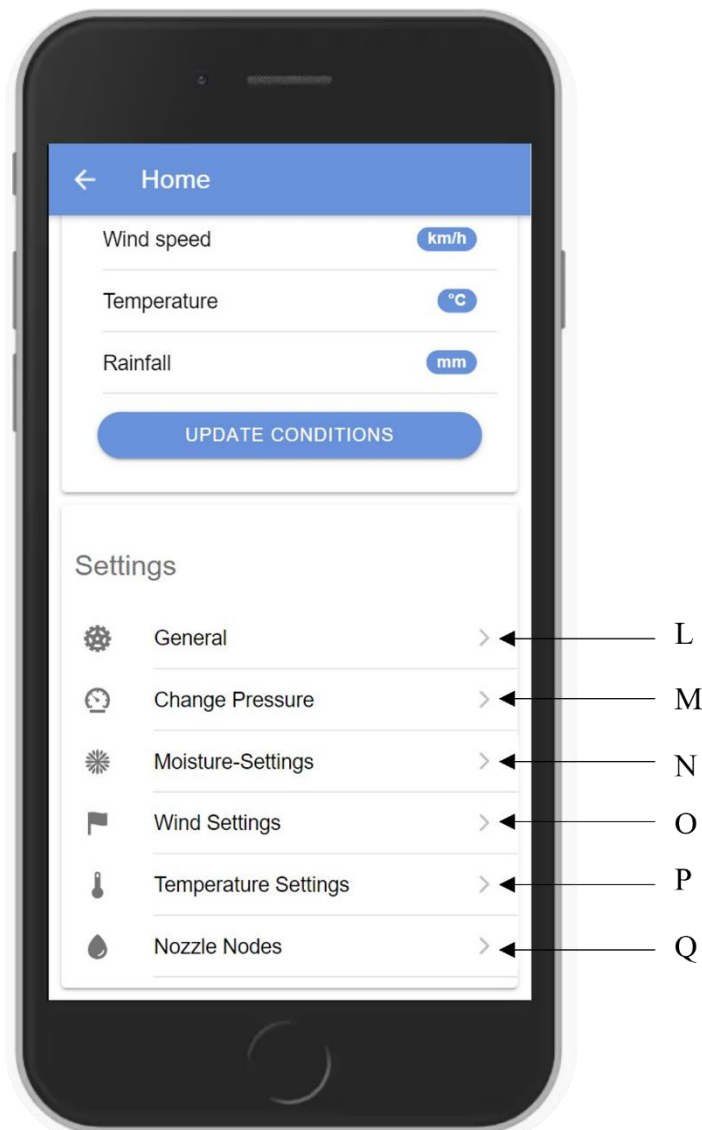 Home
Wind speed km/h
Temperature °C
Rainfall mm
UPDATE CONDITIONS
Settings
General L
Change Pressure M
Moisture-Settings N
Wind Settings O
Temperature Settings P
Nozzle Nodes Q